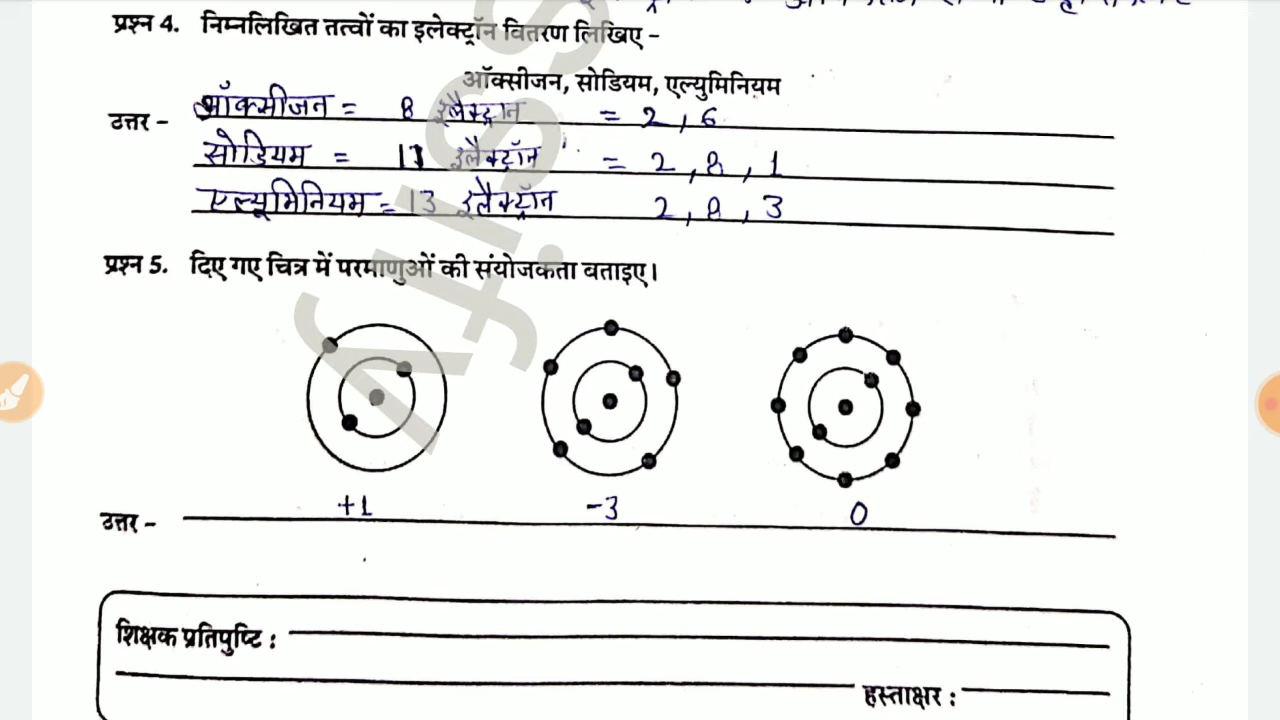 प्रश्न 4. निम्नलिखित तत्वों का इलेक्ट्रॉन वितरण लिखिए -
ऑक्सीजन, सोडियम, एल्युमिनियम
उत्तर - ऑक्सीजन = 8 इलैक्ट्रान = 2, 6
सोडियम = 11 इलैक्ट्रॉन = 2, 8, 1
एल्यूमिनियम = 13 इलैक्ट्रॉन 2, 8, 3
प्रश्न 5. दिए गए चित्र में परमाणुओं की संयोजकता बताइए।
उत्तर - +1 -3 0
शिक्षक प्रतिपुष्टि :
हस्ताक्षर :